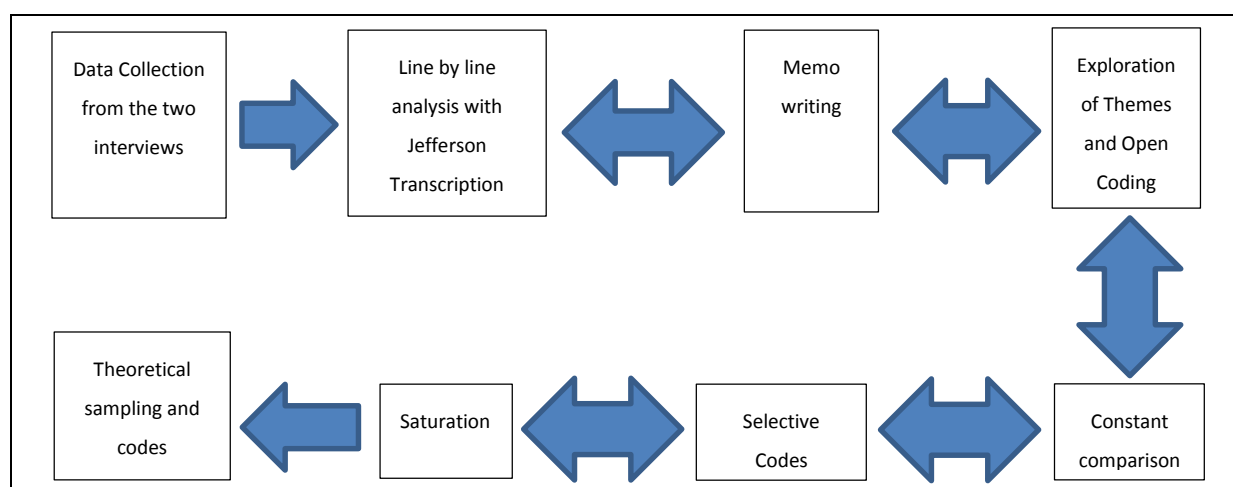 Data Collection
from the two
interviews
Line by line
analysis with
Jefferson
Transcription
Memo
writing
Exploration
of Themes
and Open
Coding
Theoretical
sampling and
codes
Saturation
Selective
Codes
Constant
comparison